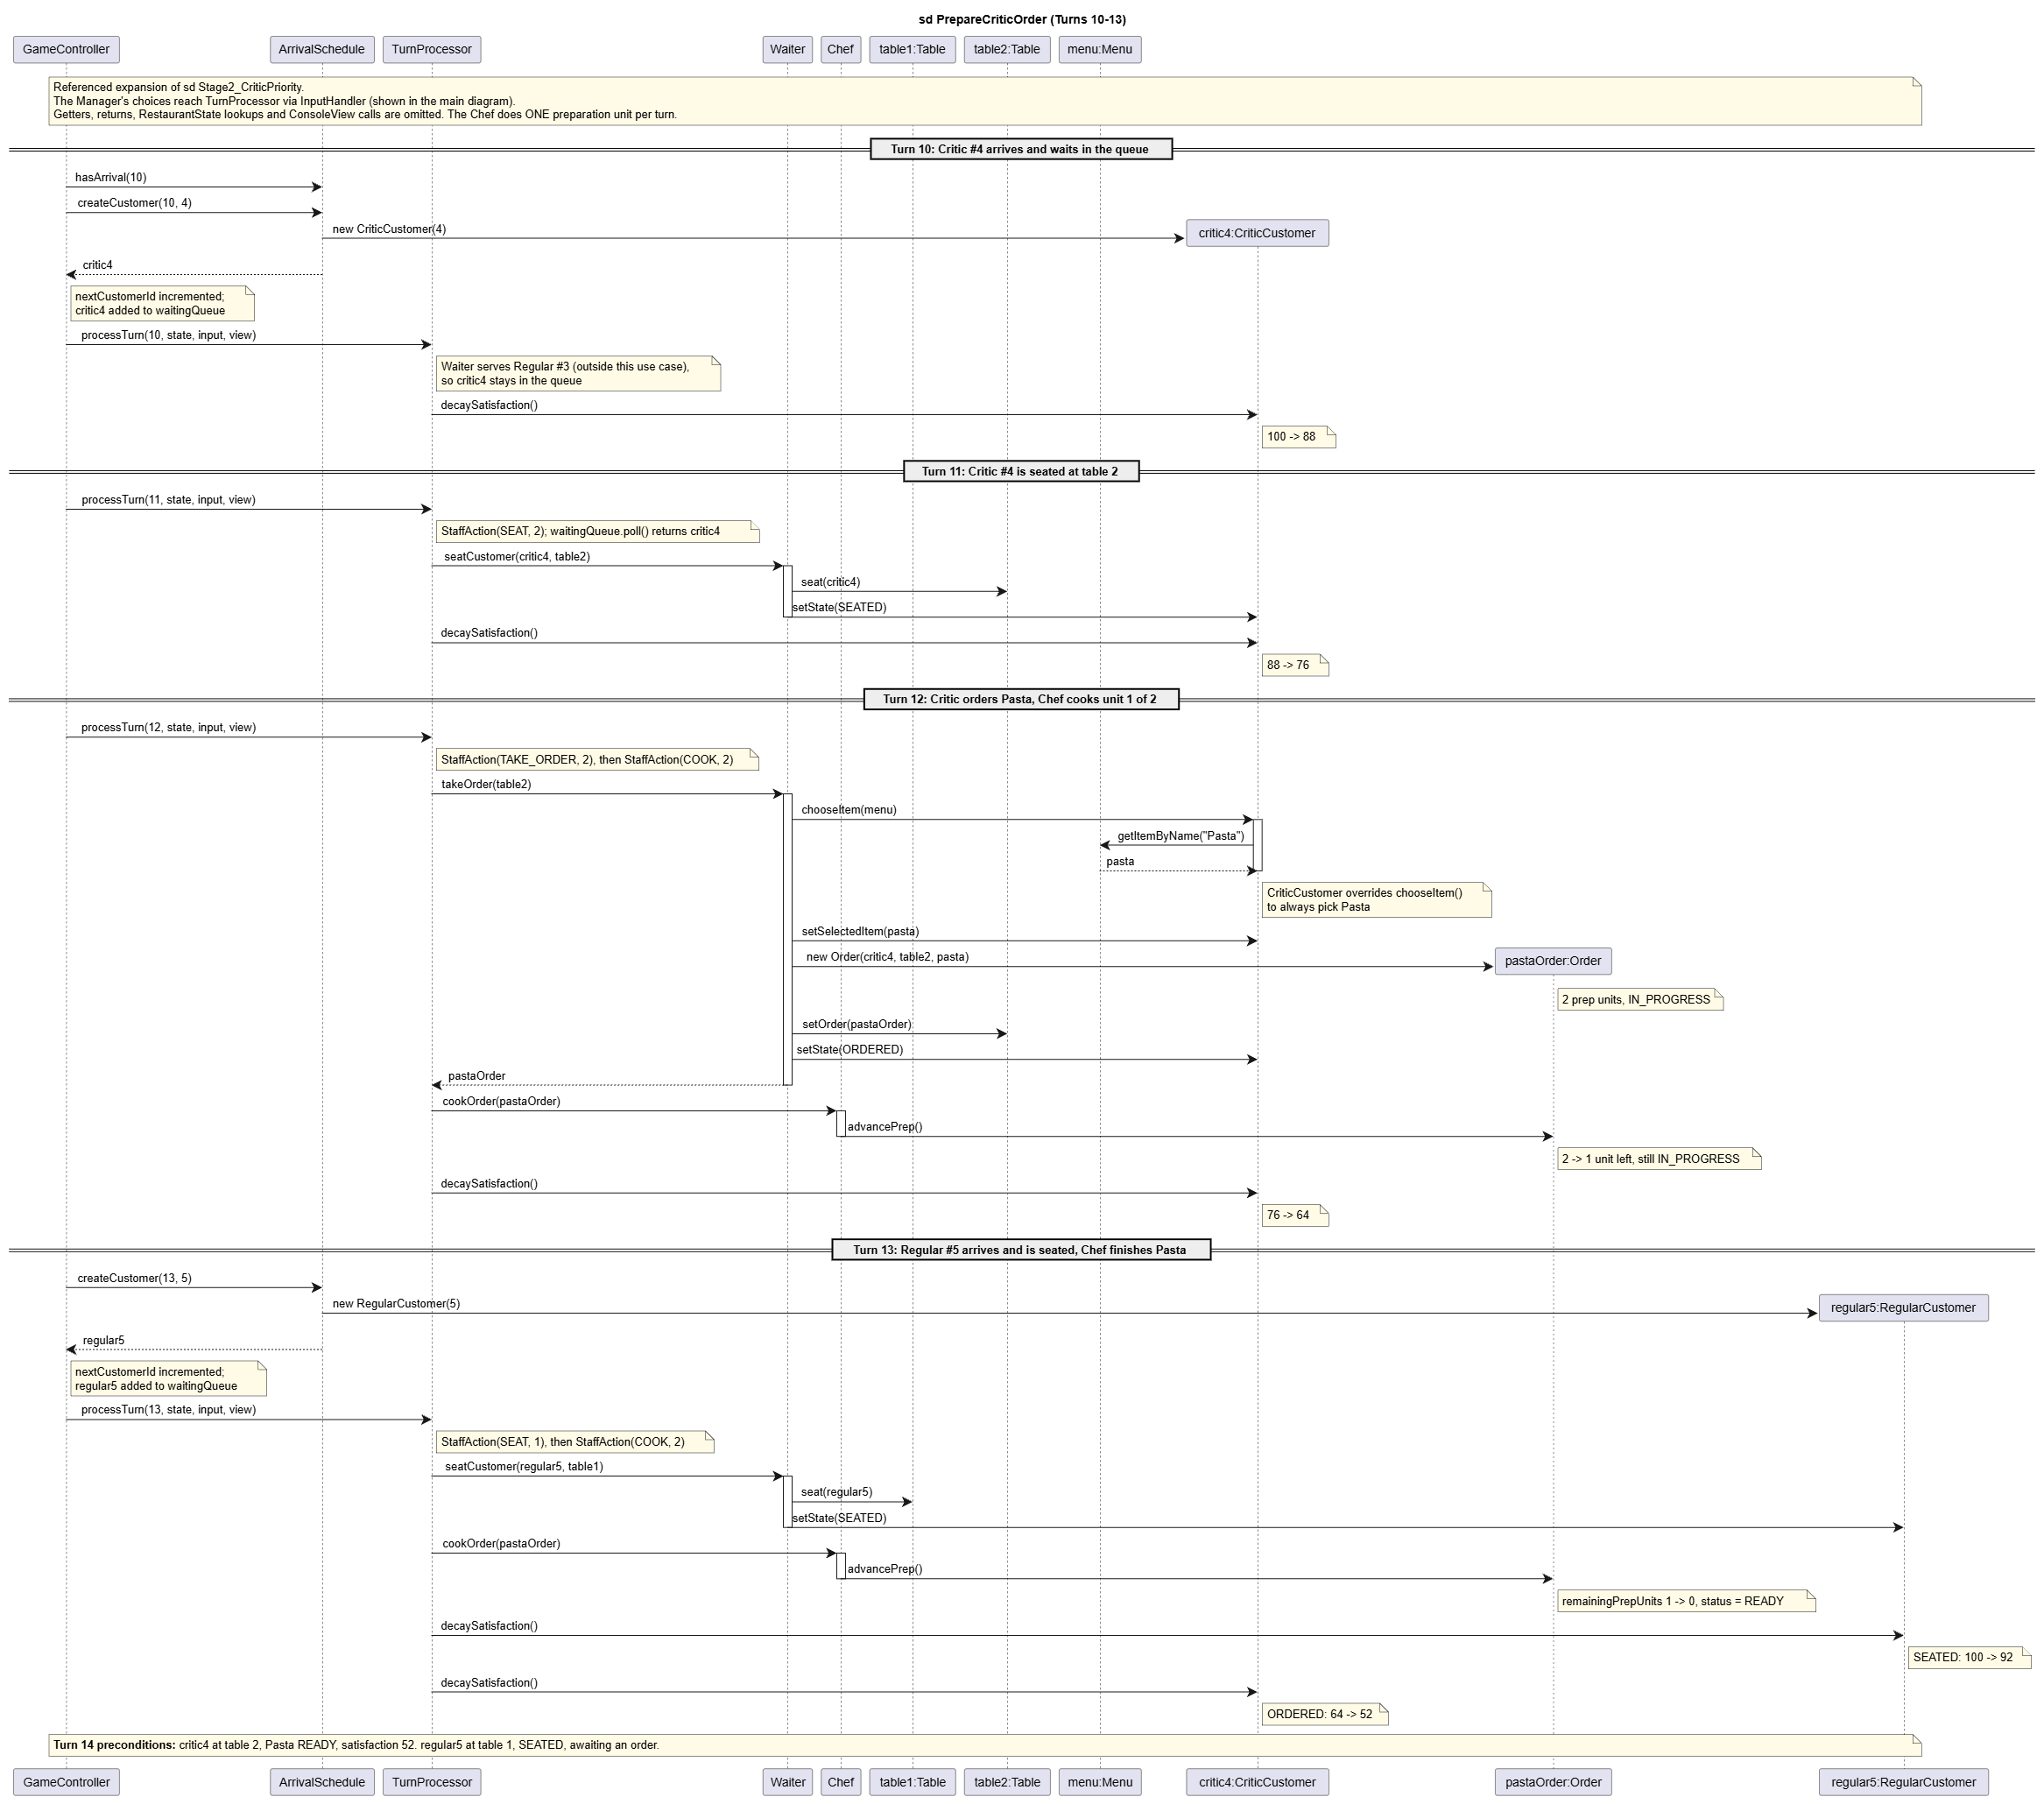 sd PrepareCriticOrder (Turns 10-13)
GameController
ArrivalSchedule
TurnProcessor
Waiter
Chef
table1:Table
table2:Table
menu:Menu
Referenced expansion of sd Stage2_CriticPriority.
The Manager's choices reach TurnProcessor via InputHandler (shown in the main diagram).
Getters, returns, RestaurantState lookups and ConsoleView calls are omitted. The Chef does ONE preparation unit per turn.
Turn 10: Critic #4 arrives and waits in the queue
hasArrival(10)
createCustomer(10, 4)
new CriticCustomer(4)
critic4:CriticCustomer
critic4
nextCustomerId incremented;
critic4 added to waitingQueue
processTurn(10, state, input, view)
Waiter serves Regular #3 (outside this use case),
so critic4 stays in the queue
decaySatisfaction()
100 -> 88
Turn 11: Critic #4 is seated at table 2
processTurn(11, state, input, view)
StaffAction(SEAT, 2); waitingQueue.poll() returns critic4
seatCustomer(critic4, table2)
seat(critic4)
setState(SEATED)
decaySatisfaction()
88 -> 76
Turn 12: Critic orders Pasta, Chef cooks unit 1 of 2
processTurn(12, state, input, view)
StaffAction(TAKE_ORDER, 2), then StaffAction(COOK, 2)
takeOrder(table2)
chooseItem(menu)
getItemByName("Pasta")
pasta
CriticCustomer overrides chooseItem()
to always pick Pasta
setSelectedItem(pasta)
new Order(critic4, table2, pasta)
pastaOrder:Order
2 prep units, IN_PROGRESS
setOrder(pastaOrder)
setState(ORDERED)
pastaOrder
cookOrder(pastaOrder)
advancePrep()
2 -> 1 unit left, still IN_PROGRESS
decaySatisfaction()
76 -> 64
Turn 13: Regular #5 arrives and is seated, Chef finishes Pasta
createCustomer(13, 5)
new RegularCustomer(5)
regular5:RegularCustomer
regular5
nextCustomerId incremented;
regular5 added to waitingQueue
processTurn(13, state, input, view)
StaffAction(SEAT, 1), then StaffAction(COOK, 2)
seatCustomer(regular5, table1)
seat(regular5)
setState(SEATED)
cookOrder(pastaOrder)
advancePrep()
remainingPrepUnits 1 -> 0, status = READY
decaySatisfaction()
SEATED: 100 -> 92
decaySatisfaction()
ORDERED: 64 -> 52
Turn 14 preconditions: critic4 at table 2, Pasta READY, satisfaction 52. regular5 at table 1, SEATED, awaiting an order.
GameController
ArrivalSchedule
TurnProcessor
Waiter
Chef
table1:Table
table2:Table
menu:Menu
critic4:CriticCustomer
pastaOrder:Order
regular5:RegularCustomer